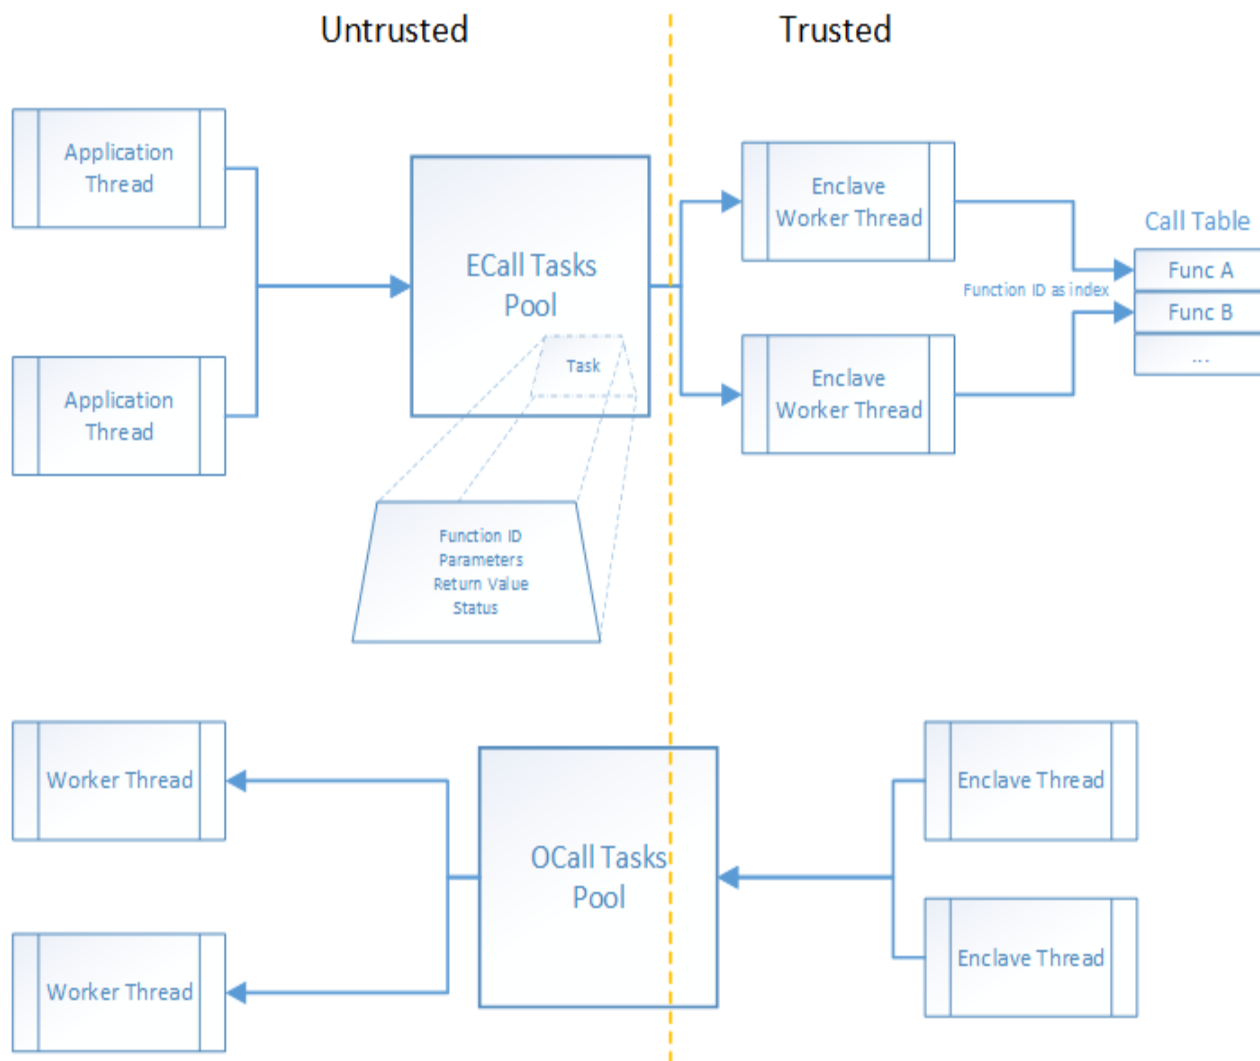 Untrusted
Trusted
Application
Thread
Application
Thread
ECall Tasks
Pool
Task
Function ID
Parameters
Return Value
Status
Enclave
Worker Thread
Enclave
Worker Thread
Function ID as index
Call Table
Func A
Func B
...
Worker Thread
Worker Thread
OCall Tasks
Pool
Enclave Thread
Enclave Thread